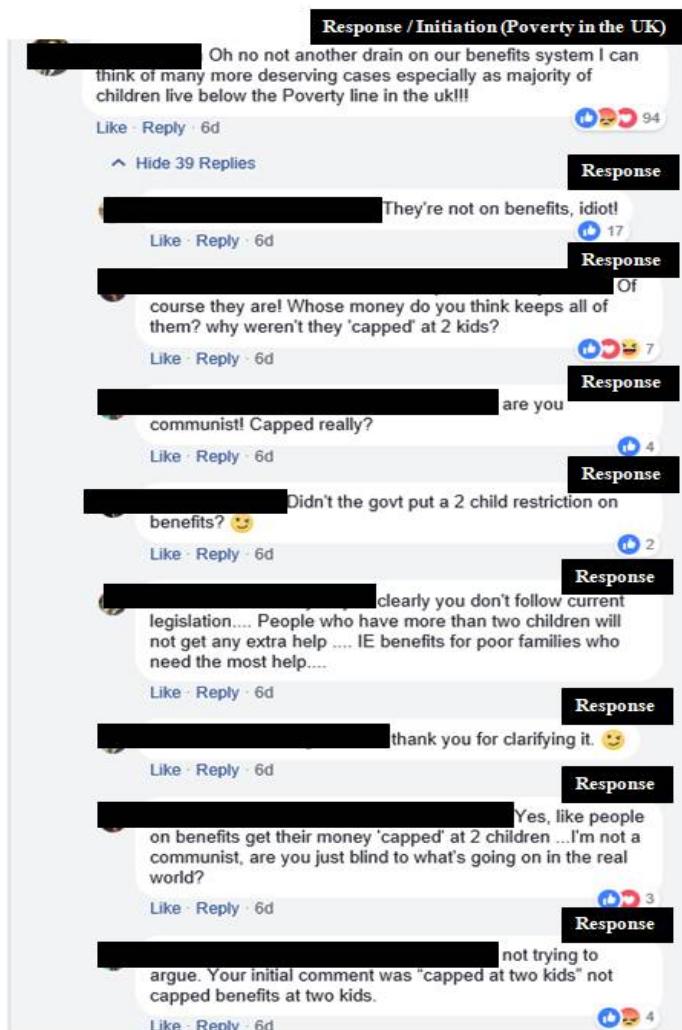 Response / Initiation (Poverty in the UK)
Oh no not another drain on our benefits system I can
think of many more deserving cases especially as majority of
children live below the Poverty line in the uk!!!
94
Like · Reply · 6d
Hide 39 Replies
Response
They're not on benefits, idiot!
17
Like · Reply · 6d
Response
Of
course they are! Whose money do you think keeps all of
them? why weren't they 'capped' at 2 kids?
7
Like · Reply · 6d
Response
are you
communist! Capped really?
4
Like · Reply · 6d
Response
Didn't the govt put a 2 child restriction on
benefits? 😉
2
Like · Reply · 6d
Response
clearly you don't follow current
legislation.... People who have more than two children will
not get any extra help .... IE benefits for poor families who
need the most help....
Like · Reply · 6d
Response
thank you for clarifying it. 😉
Like · Reply · 6d
Response
Yes, like people
on benefits get their money 'capped' at 2 children ...I'm not a
communist, are you just blind to what's going on in the real
world?
3
Like · Reply · 6d
Response
not trying to
argue. Your initial comment was "capped at two kids" not
capped benefits at two kids.
4
Like · Reply · 6d